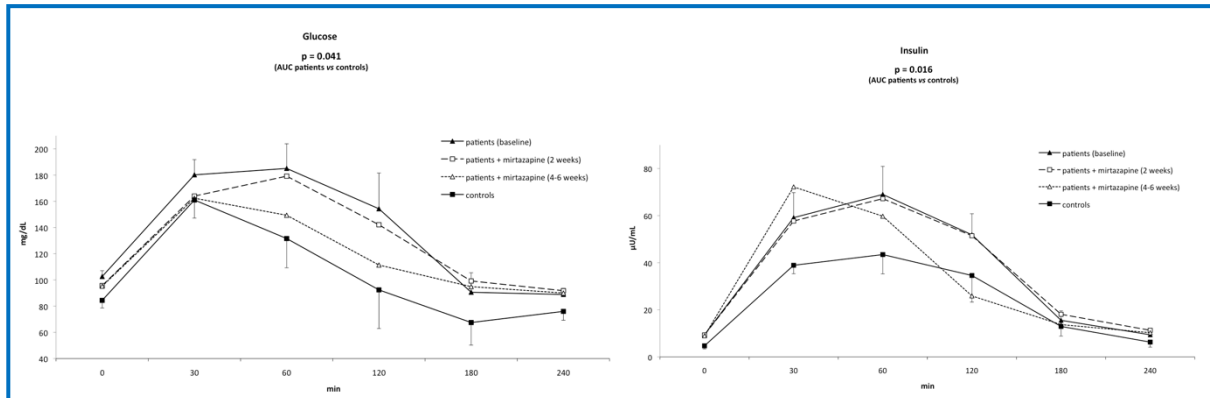 Glucose
p = 0.041
(AUC patients vs controls)
200
180
160
140
120
100
80
60
40
mg/dL
patients (baseline)
patients + mirtazapine (2 weeks)
patients + mirtazapine (4-6 weeks)
controls
0 30 60 120 180 240
min
Insulin
p = 0.016
(AUC patients vs controls)
80
60
40
20
0
µU/mL
patients (baseline)
patients + mirtazapine (2 weeks)
patients + mirtazapine (4-6 weeks)
controls
0 30 60 120 180 240
min